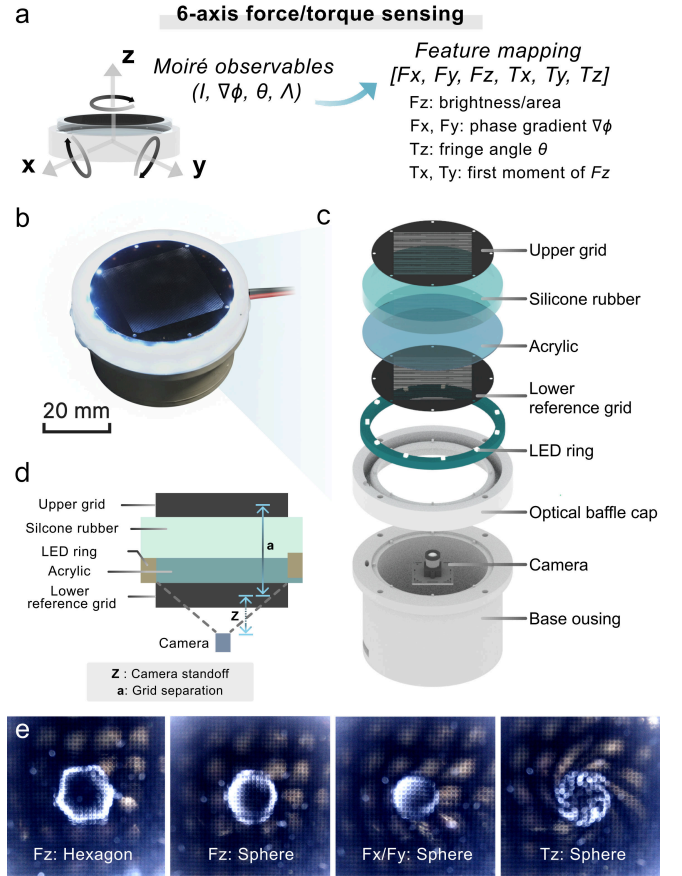 a
6-axis force/torque sensing
z
x
y
Moiré observables
(I, ∇ϕ, θ, Λ)
Feature mapping
[Fx, Fy, Fz, Tx, Ty, Tz]
Fz: brightness/area
Fx, Fy: phase gradient ∇ϕ
Tz: fringe angle θ
Tx, Ty: first moment of Fz
b
20 mm
c
Upper grid
Silicone rubber
Acrylic
Lower
reference grid
LED ring
Optical baffle cap
Camera
Base ousing
d
Upper grid
Silcone rubber
LED ring
Acrylic
Lower
reference grid
Camera
a
Z
Z : Camera standoff
a: Grid separation
e
Fz: Hexagon
Fz: Sphere
Fx/Fy: Sphere
Tz: Sphere